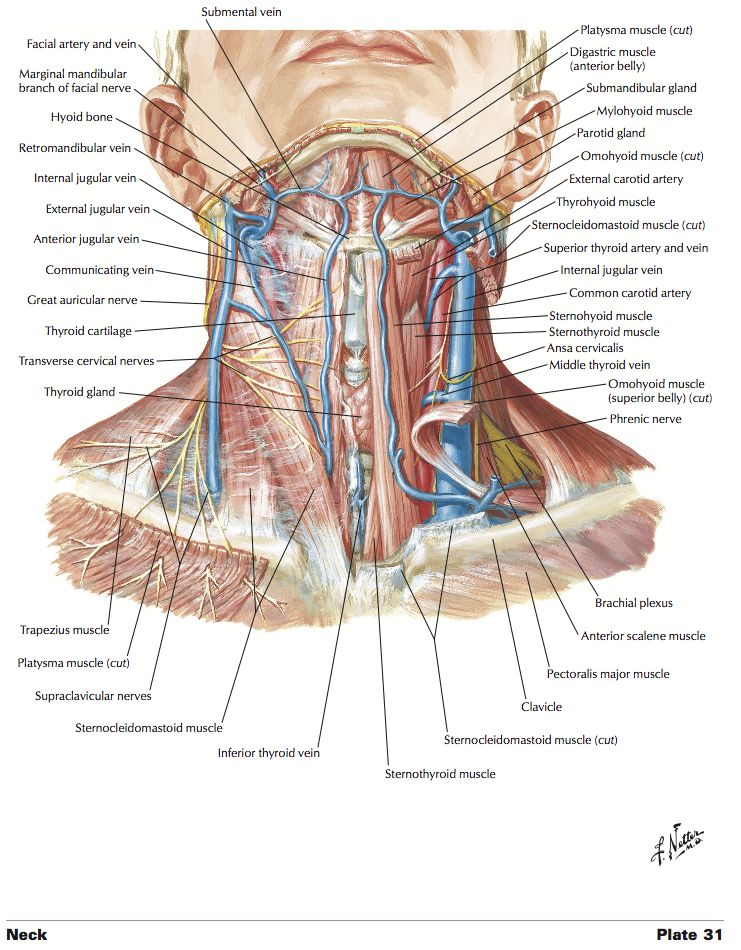 Submental vein
Facial artery and vein
Marginal mandibular
branch of facial nerve
Hyoid bone
Retromandibular vein
Internal jugular vein
External jugular vein
Anterior jugular vein
Communicating vein
Great auricular nerve
Thyroid cartilage
Transverse cervical nerves
Thyroid gland
Platysma muscle (cut)
Digastric muscle
(anterior belly)
Submandibular gland
Mylohyoid muscle
Parotid gland
Omohyoid muscle (cut)
External carotid artery
Thyrohyoid muscle
Sternocleidomastoid muscle (cut)
Superior thyroid artery and vein
Internal jugular vein
Common carotid artery
Sternohyoid muscle
Sternothyroid muscle
Ansa cervicalis
Middle thyroid vein
Omohyoid muscle
(superior belly) (cut)
Phrenic nerve
Brachial plexus
Anterior scalene muscle
Pectoralis major muscle
Clavicle
Sternocleidomastoid muscle (cut)
Sternothyroid muscle
Inferior thyroid vein
Sternocleidomastoid muscle
Supraclavicular nerves
Platysma muscle (cut)
Trapezius muscle
F. Netter
M.D.
Neck
Plate 31